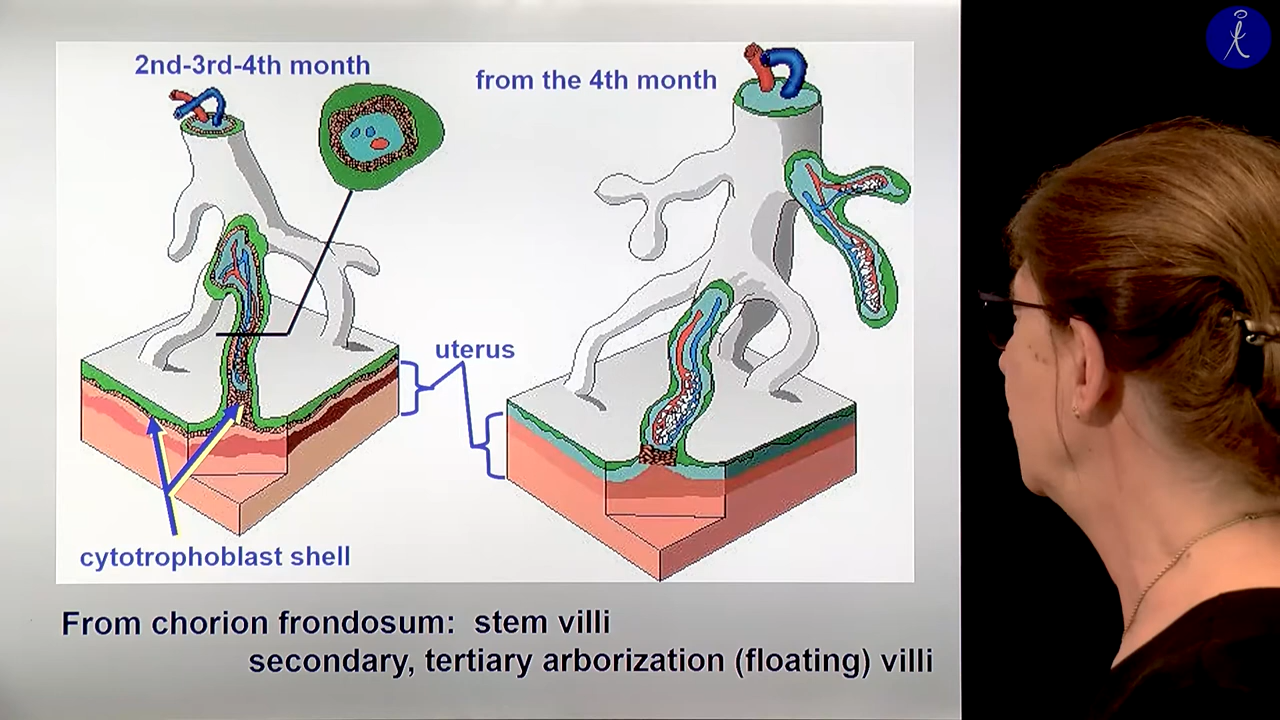 2nd-3rd-4th month
from the 4th month
uterus
cytotrophoblast shell
From chorion frondosum: stem villi
secondary, tertiary arborization (floating) villi